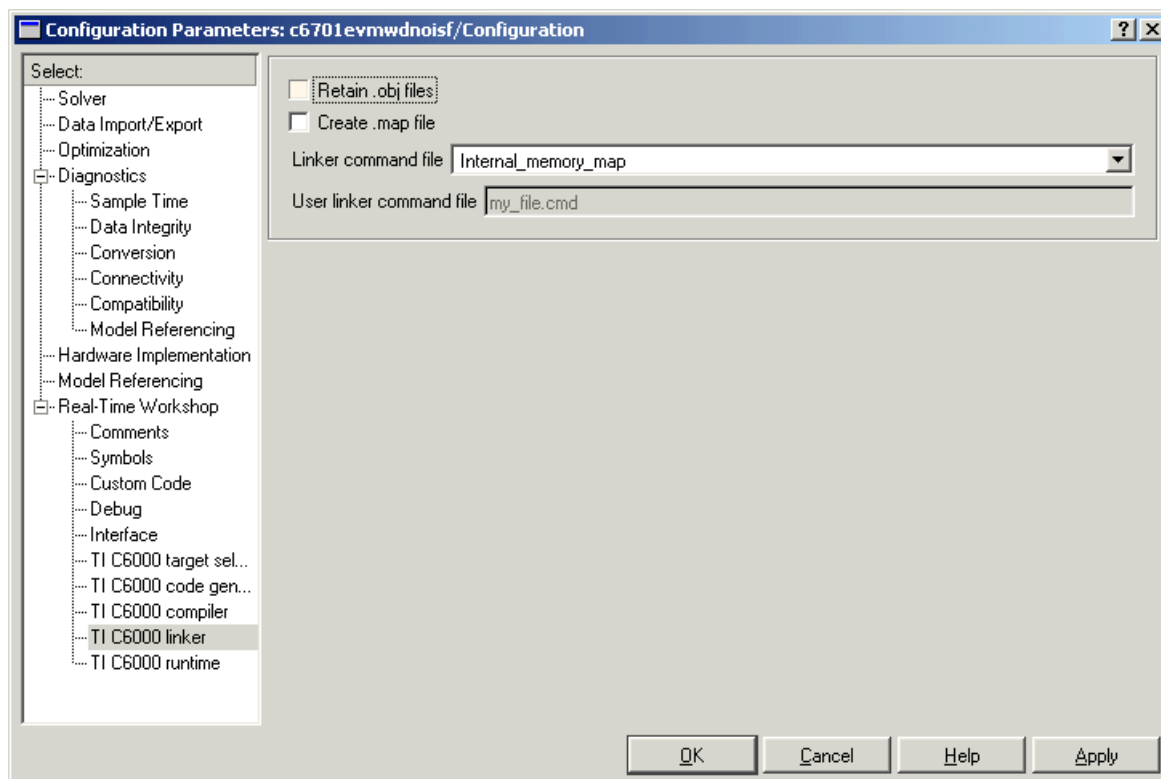 Configuration Parameters: c6701evmwdnoisf/Configuration
Select:
Solver
Data Import/Export
Optimization
Diagnostics
Sample Time
Data Integrity
Conversion
Connectivity
Compatibility
Model Referencing
Hardware Implementation
Model Referencing
Real-Time Workshop
Comments
Symbols
Custom Code
Debug
Interface
TI C6000 target sel...
TI C6000 code gen...
TI C6000 compiler
TI C6000 linker
TI C6000 runtime
Retain .obj files
Create .map file
Linker command file Internal_memory_map
User linker command file my_file.cmd
OK Cancel Help Apply